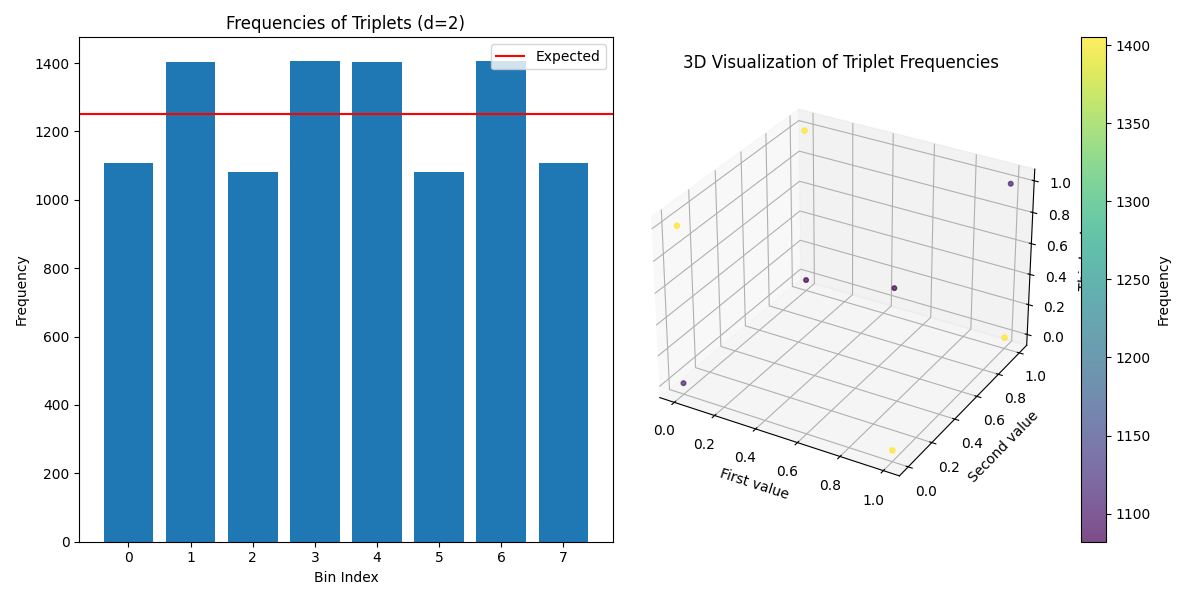 Frequencies of Triplets (d=2)
Expected
1400
1200
1000
800
600
400
200
0
Frequency
0 1 2 3 4 5 6 7
Bin Index
3D Visualization of Triplet Frequencies
1.0
0.8
0.6
0.4
0.2
0.0
0.0 0.2 0.4 0.6 0.8 1.0
First value
0.0 0.2 0.4 0.6 0.8 1.0
Second value
1400
1350
1300
1250
1200
1150
1100
Frequency